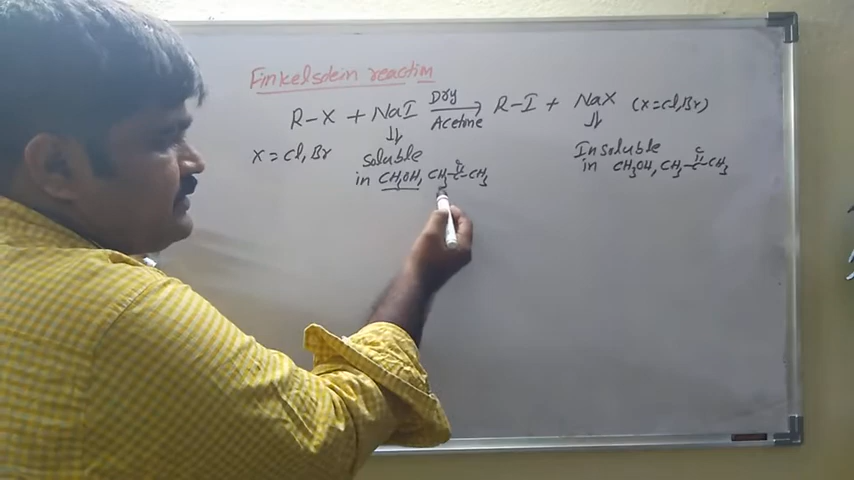 Finkelstein reaction
R-X + NaI Dry Acetone → R-I + NaX (X=Cl,Br)
X = Cl, Br
⇓ soluble in CH₃OH, CH₃-C-CH₃
⇓ Insoluble in CH₃OH, CH₃-C-CH₃